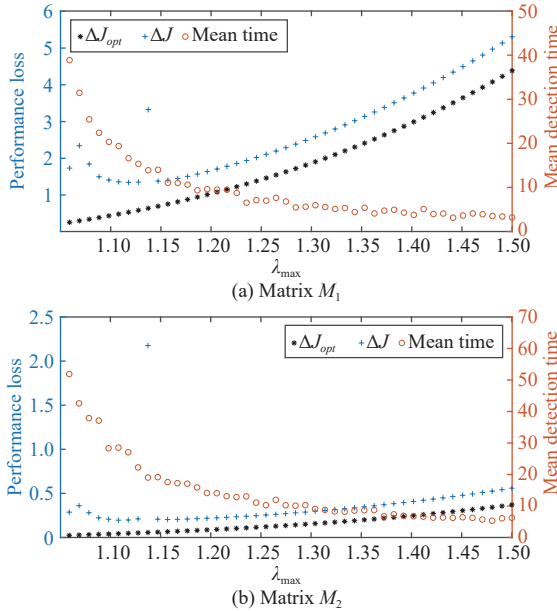 ΔJopt ΔJ Mean time
6
5
4
3
2
1
50
40
30
20
10
0
Performance loss
Mean detection time
1.10 1.15 1.20 1.25 1.30 1.35 1.40 1.45 1.50
λmax
(a) Matrix M1
ΔJopt ΔJ Mean time
2.5
2.0
1.5
1.0
0.5
0
70
60
50
40
30
20
10
0
Performance loss
Mean detection time
1.10 1.15 1.20 1.25 1.30 1.35 1.40 1.45 1.50
λmax
(b) Matrix M2